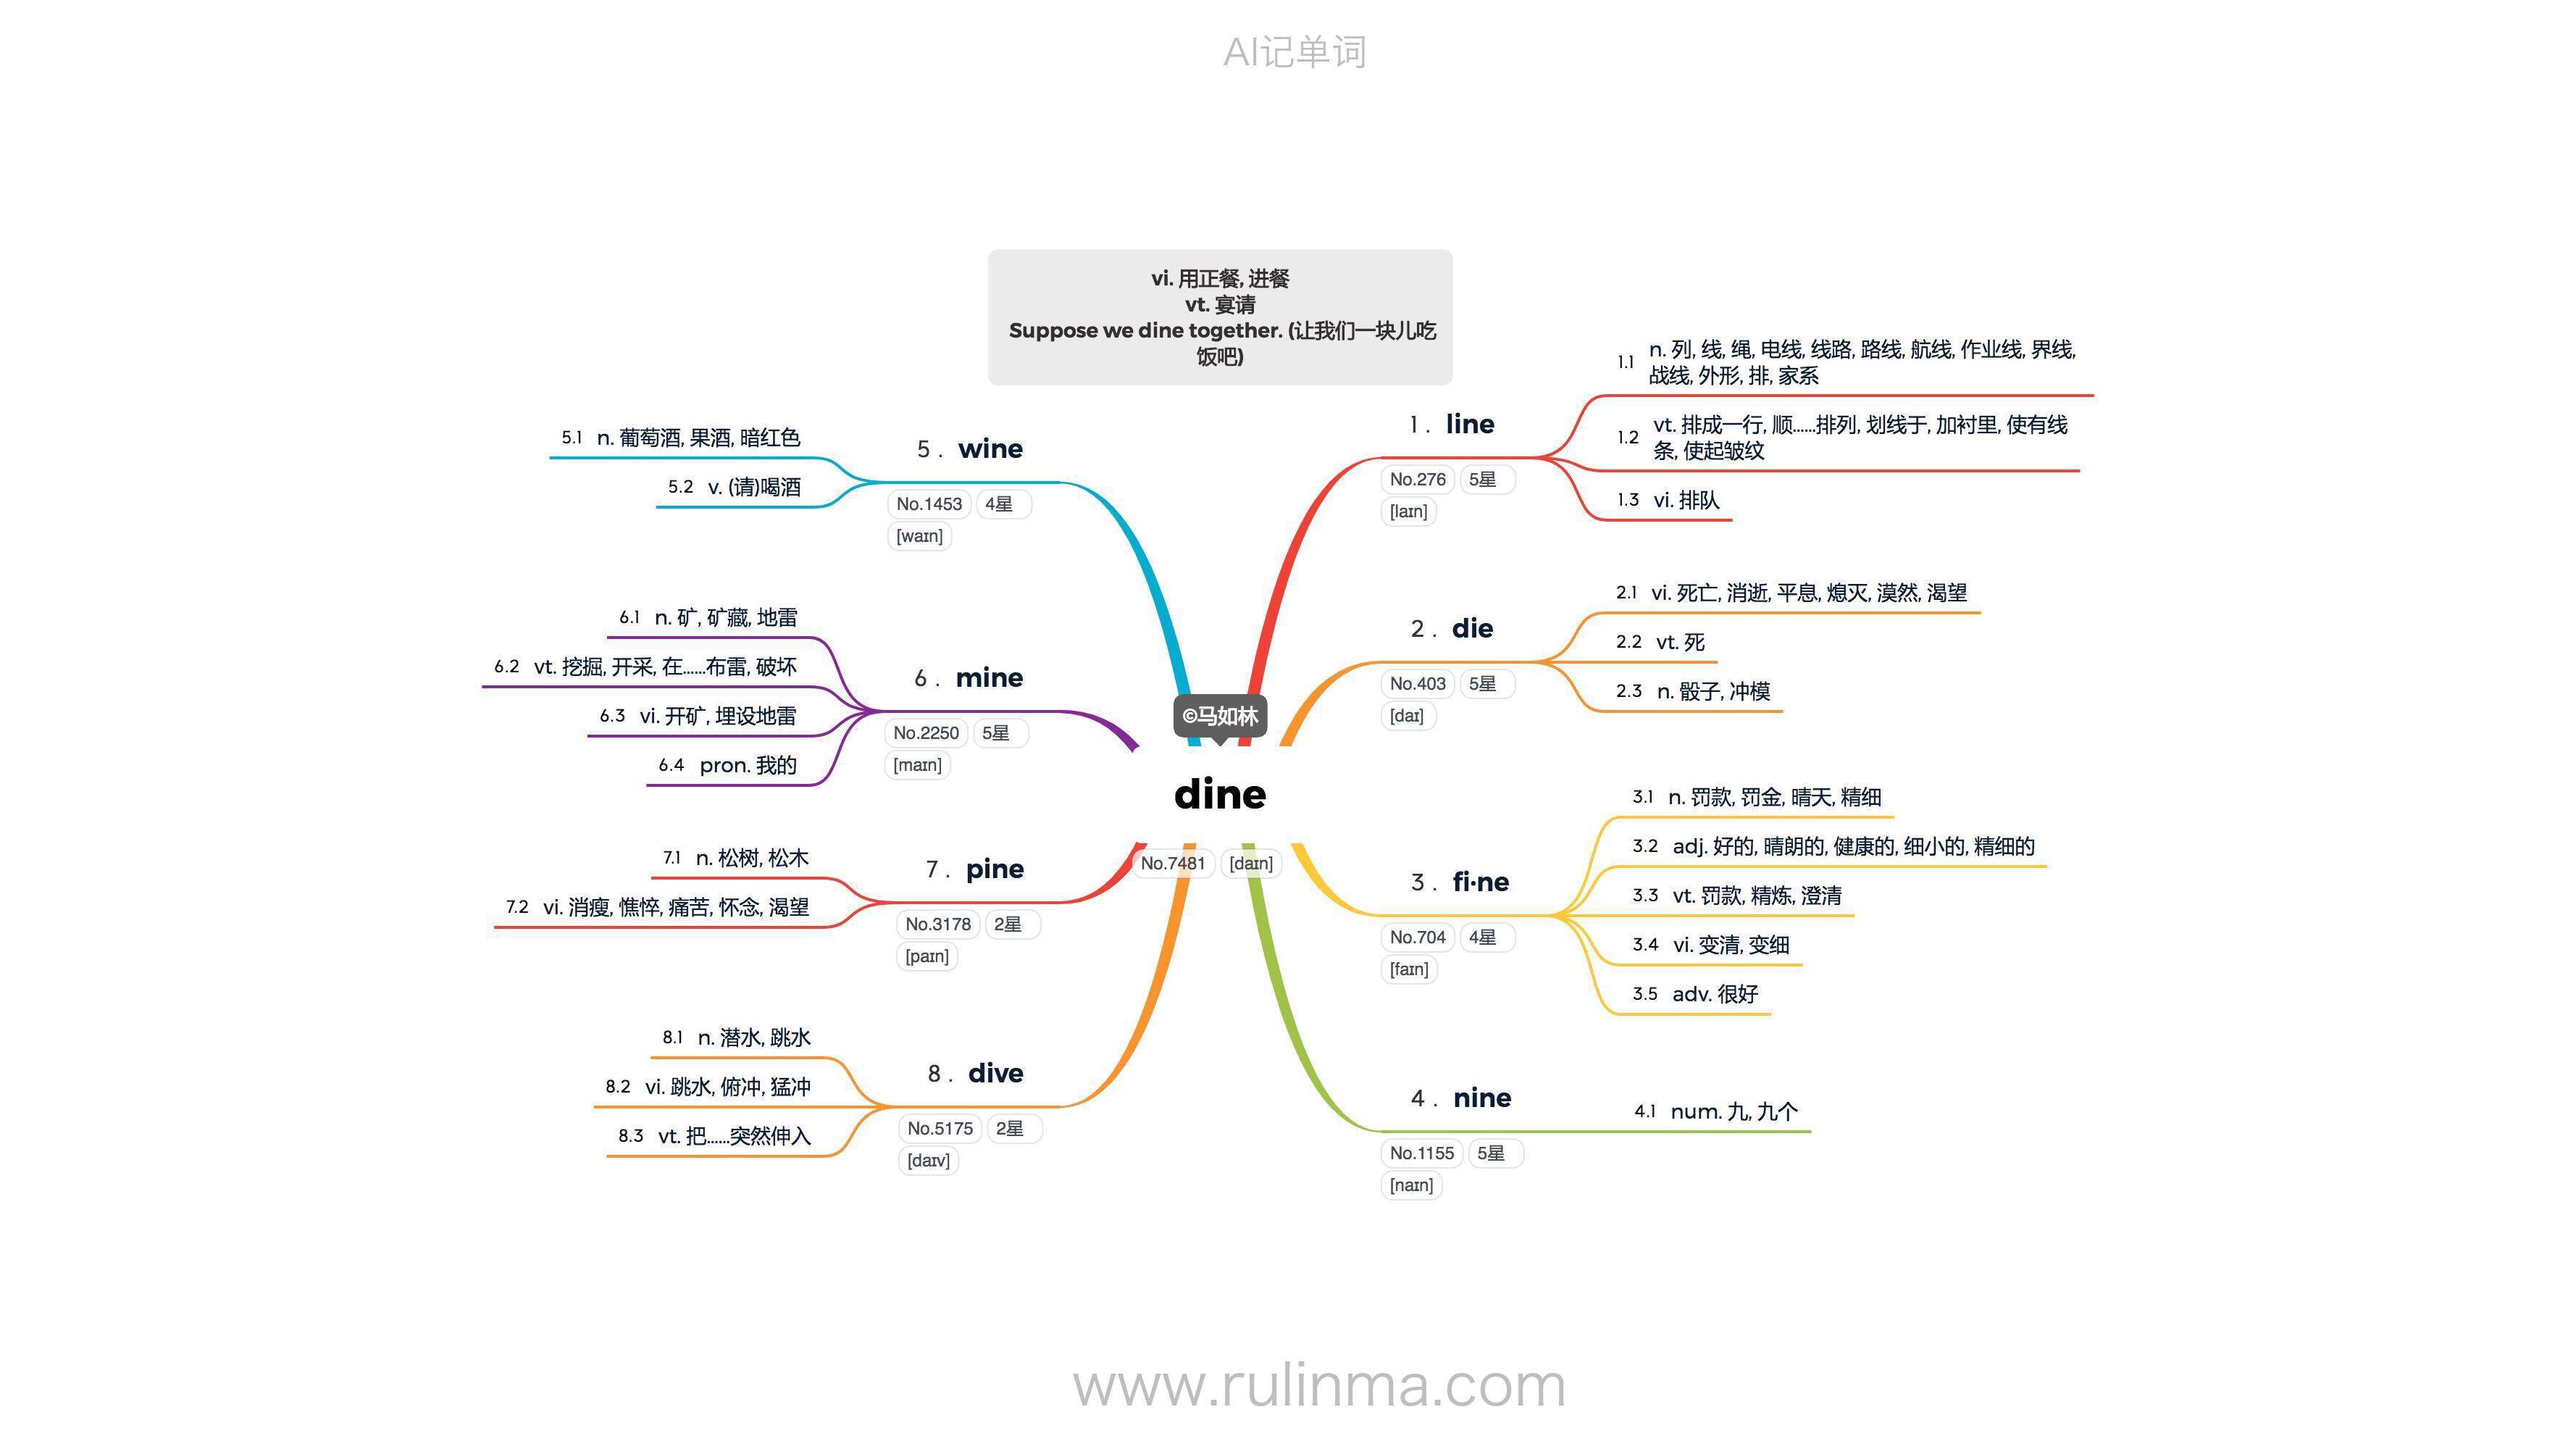 AI记单词
vi. 用正餐, 进餐
vt. 宴请
Suppose we dine together. (让我们一块儿吃
饭吧)
©马如林
dine
No.7481 [daɪn]
1. line
No.276 5星
[laɪn]
1.1 n. 列, 线, 绳, 电线, 线路, 路线, 航线, 作业线, 界线,
战线, 外形, 排, 家系
1.2 vt. 排成一行, 顺……排列, 划线于, 加衬里, 使有线
条, 使起皱纹
1.3 vi. 排队
2. die
No.403 5星
[daɪ]
2.1 vi. 死亡, 消逝, 平息, 熄灭, 漠然, 渴望
2.2 vt. 死
2.3 n. 骰子, 冲模
3. fi·ne
No.704 4星
[faɪn]
3.1 n. 罚款, 罚金, 晴天, 精细
3.2 adj. 好的, 晴朗的, 健康的, 细小的, 精细的
3.3 vt. 罚款, 精炼, 澄清
3.4 vi. 变清, 变细
3.5 adv. 很好
4. nine
No.1155 5星
[naɪn]
4.1 num. 九, 九个
5. wine
No.1453 4星
[waɪn]
5.1 n. 葡萄酒, 果酒, 暗红色
5.2 v. (请)喝酒
6. mine
No.2250 5星
[maɪn]
6.1 n. 矿, 矿藏, 地雷
6.2 vt. 挖掘, 开采, 在……布雷, 破坏
6.3 vi. 开矿, 埋设地雷
6.4 pron. 我的
7. pine
No.3178 2星
[paɪn]
7.1 n. 松树, 松木
7.2 vi. 消瘦, 憔悴, 痛苦, 怀念, 渴望
8. dive
No.5175 2星
[daɪv]
8.1 n. 潜水, 跳水
8.2 vi. 跳水, 俯冲, 猛冲
8.3 vt. 把……突然伸入
www.rulinma.com